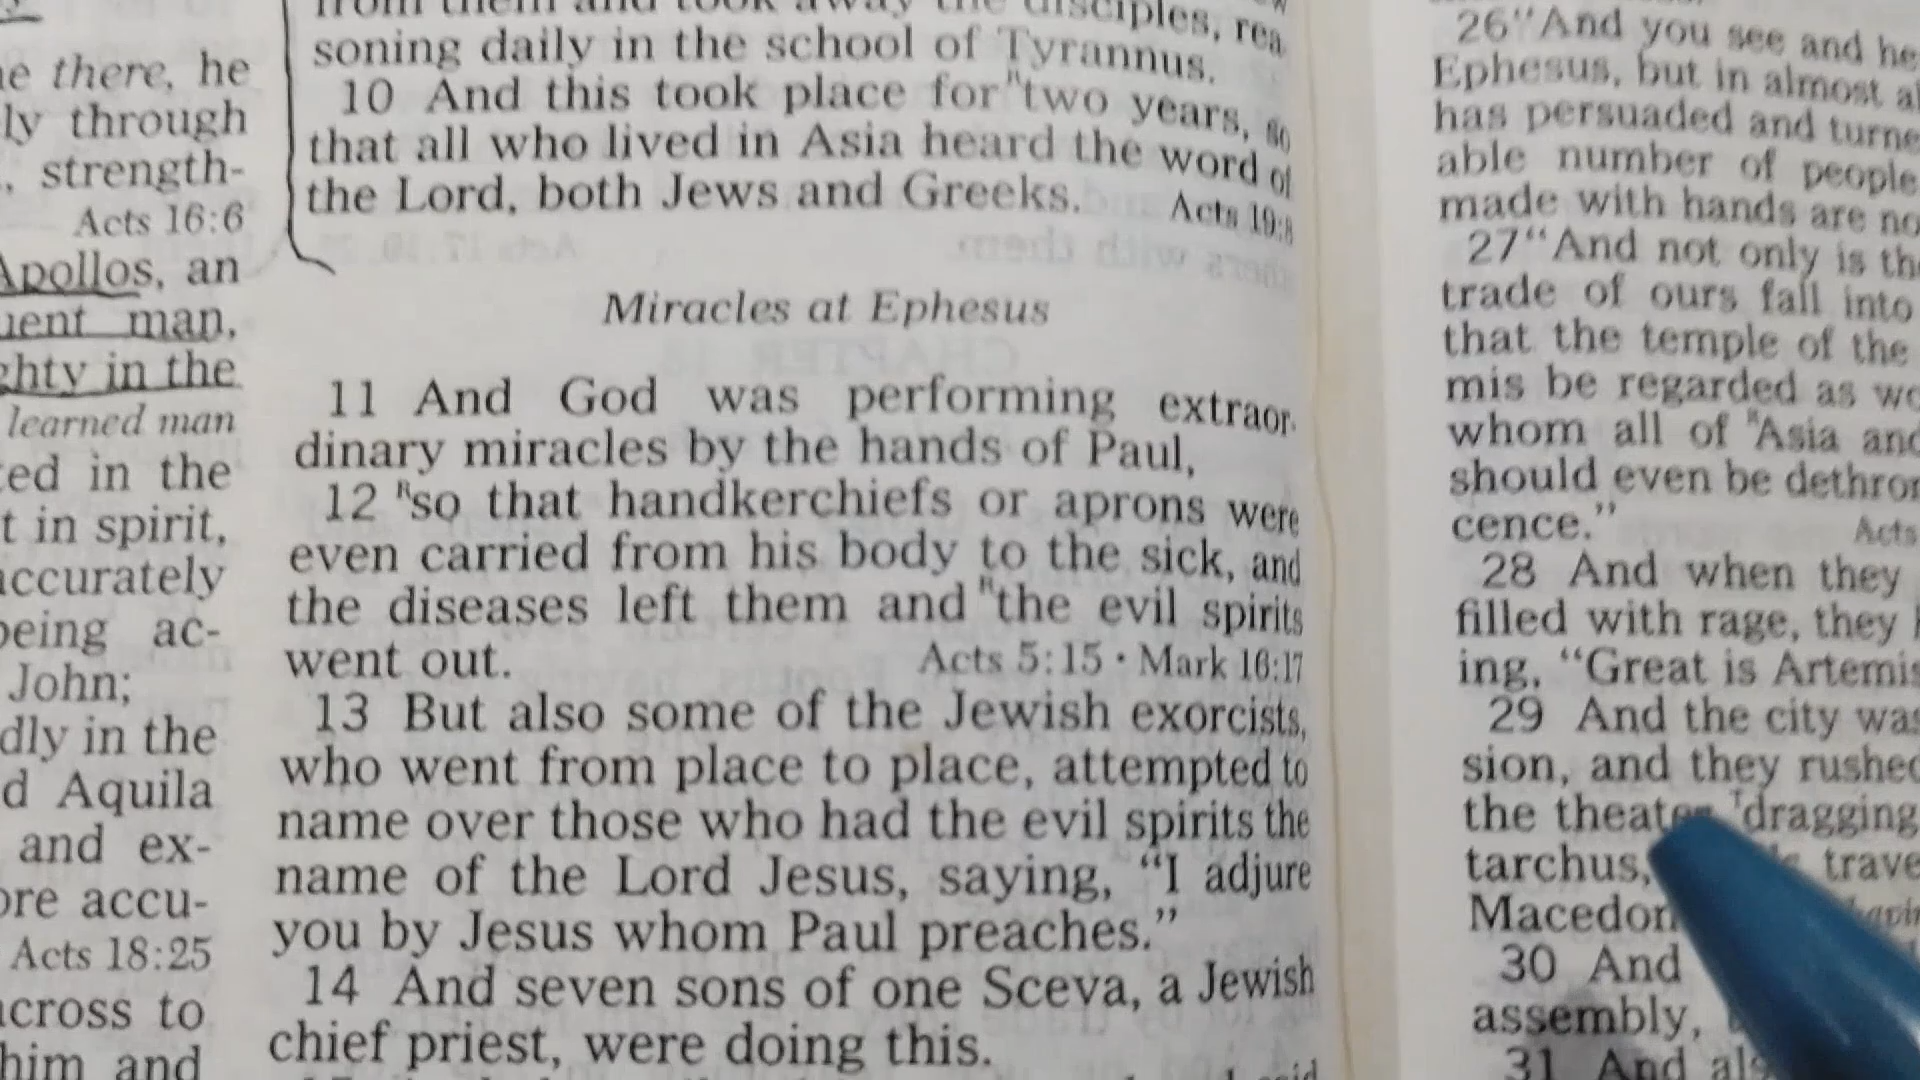 e there, he
ly through
., strength-
Acts 16:6
Apollos, an
uent man,
ghty in the
learned man
ed in the
t in spirit,
accurately
being ac-
John;
dly in the
d Aquila
and ex-
ore accu-
Acts 18:25
across to
him and
from them and took away the disciples, rea
soning daily in the school of Tyrannus.
10 And this took place for ᴿtwo years, so
that all who lived in Asia heard the word of
the Lord, both Jews and Greeks. Acts 19:8
Miracles at Ephesus
11 And God was performing extraor-
dinary miracles by the hands of Paul,
12 ᴿso that handkerchiefs or aprons were
even carried from his body to the sick, and
the diseases left them and ᴿthe evil spirits
went out. Acts 5:15 · Mark 16:17
13 But also some of the Jewish exorcists,
who went from place to place, attempted to
name over those who had the evil spirits the
name of the Lord Jesus, saying, “I adjure
you by Jesus whom Paul preaches.”
14 And seven sons of one Sceva, a Jewish
chief priest, were doing this.
26“And you see and he
Ephesus, but in almost al
has persuaded and turne
able number of people
made with hands are no
27“And not only is th
trade of ours fall into
that the temple of the
mis be regarded as wo
whom all of ᴿAsia and
should even be dethron
cence.” Acts
28 And when they
filled with rage, they
ing, “Great is Artemis
29 And the city was
sion, and they rushed
the theater ᵀdragging
tarchus, trave
Macedon
30 And
assembly,
31 And als